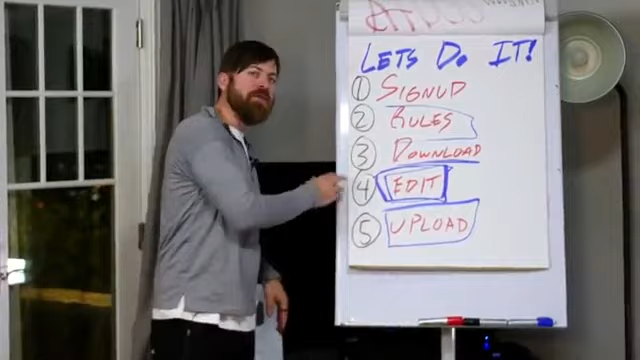 LETS DO IT!
1 SIGNUP
2 RULES
3 DOWNLOAD
4 EDIT
5 UPLOAD